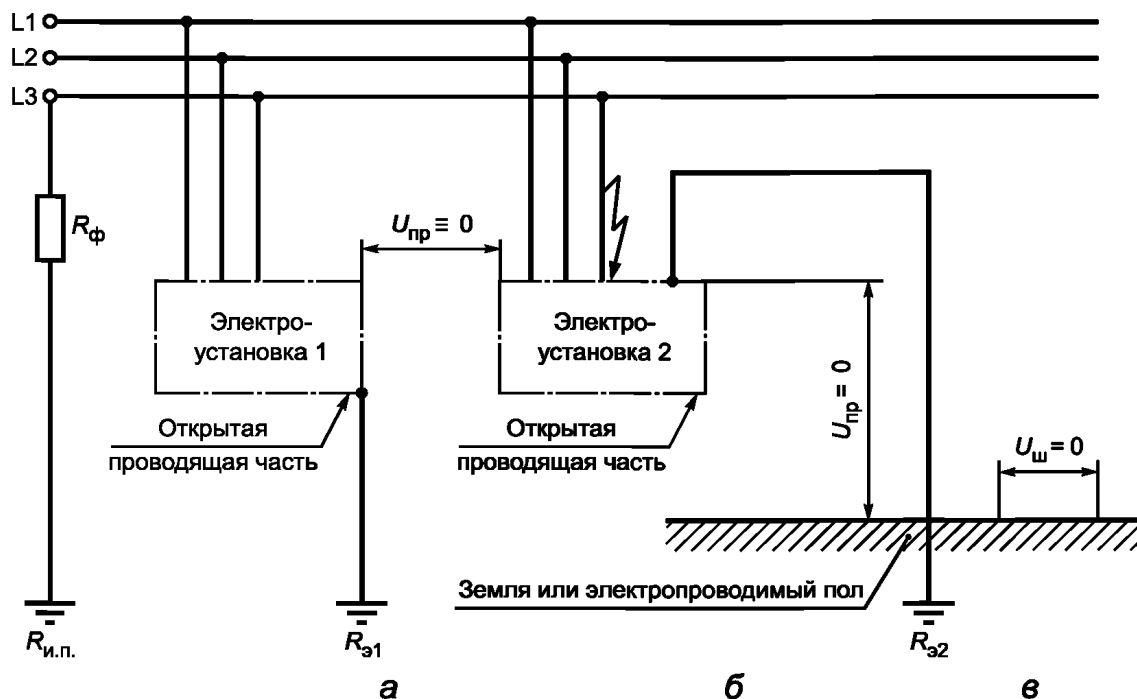 L1
L2
L3
Rф
Uпр ≡ 0
Электро-
установка 1
Электро-
установка 2
Открытая
проводящая часть
Открытая
проводящая часть
Uпр = 0
Uш = 0
Земля или электропроводимый пол
Rи.п.
Rэ1
Rэ2
а
б
в